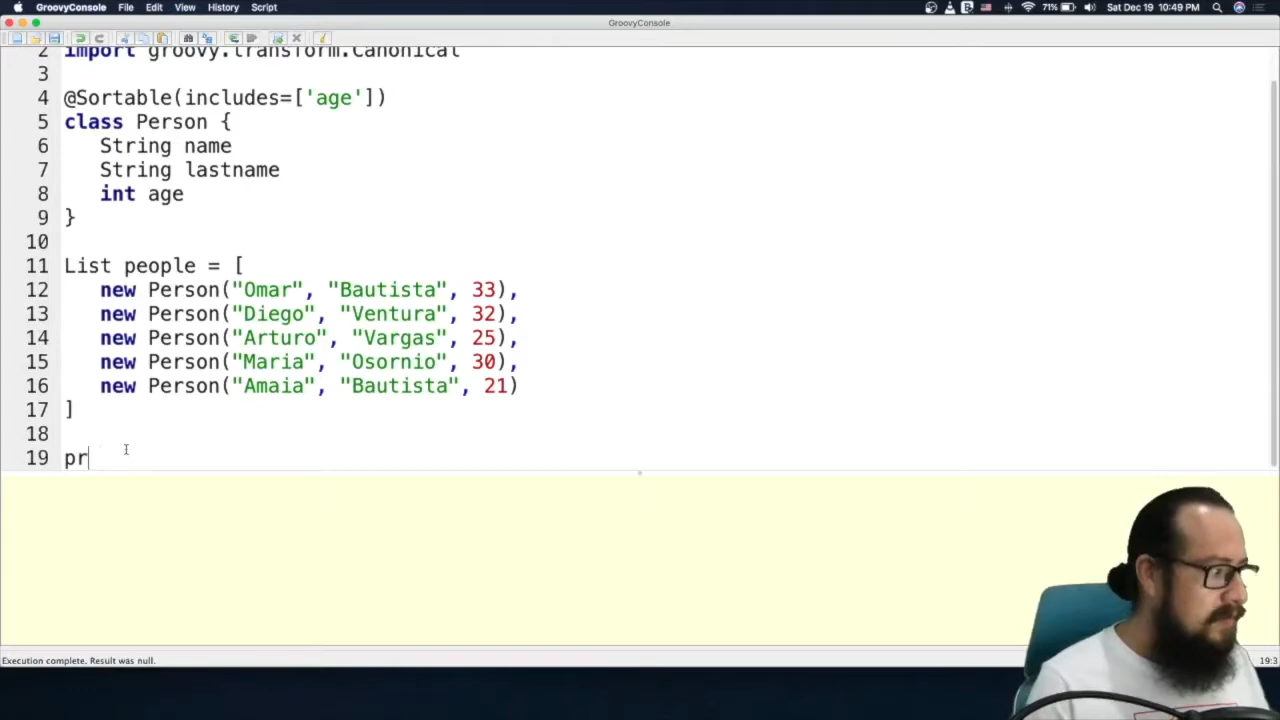 GroovyConsole File Edit View History Script 71% Sat Dec 19 10:49 PM
GroovyConsole
2 import groovy.transform.Canonical
3
4 @Sortable(includes=['age'])
5 class Person {
6 String name
7 String lastname
8 int age
9 }
10
11 List people = [
12 new Person("Omar", "Bautista", 33),
13 new Person("Diego", "Ventura", 32),
14 new Person("Arturo", "Vargas", 25),
15 new Person("Maria", "Osornio", 30),
16 new Person("Amaia", "Bautista", 21)
17 ]
18
19 pr
Execution complete. Result was null. 19:3